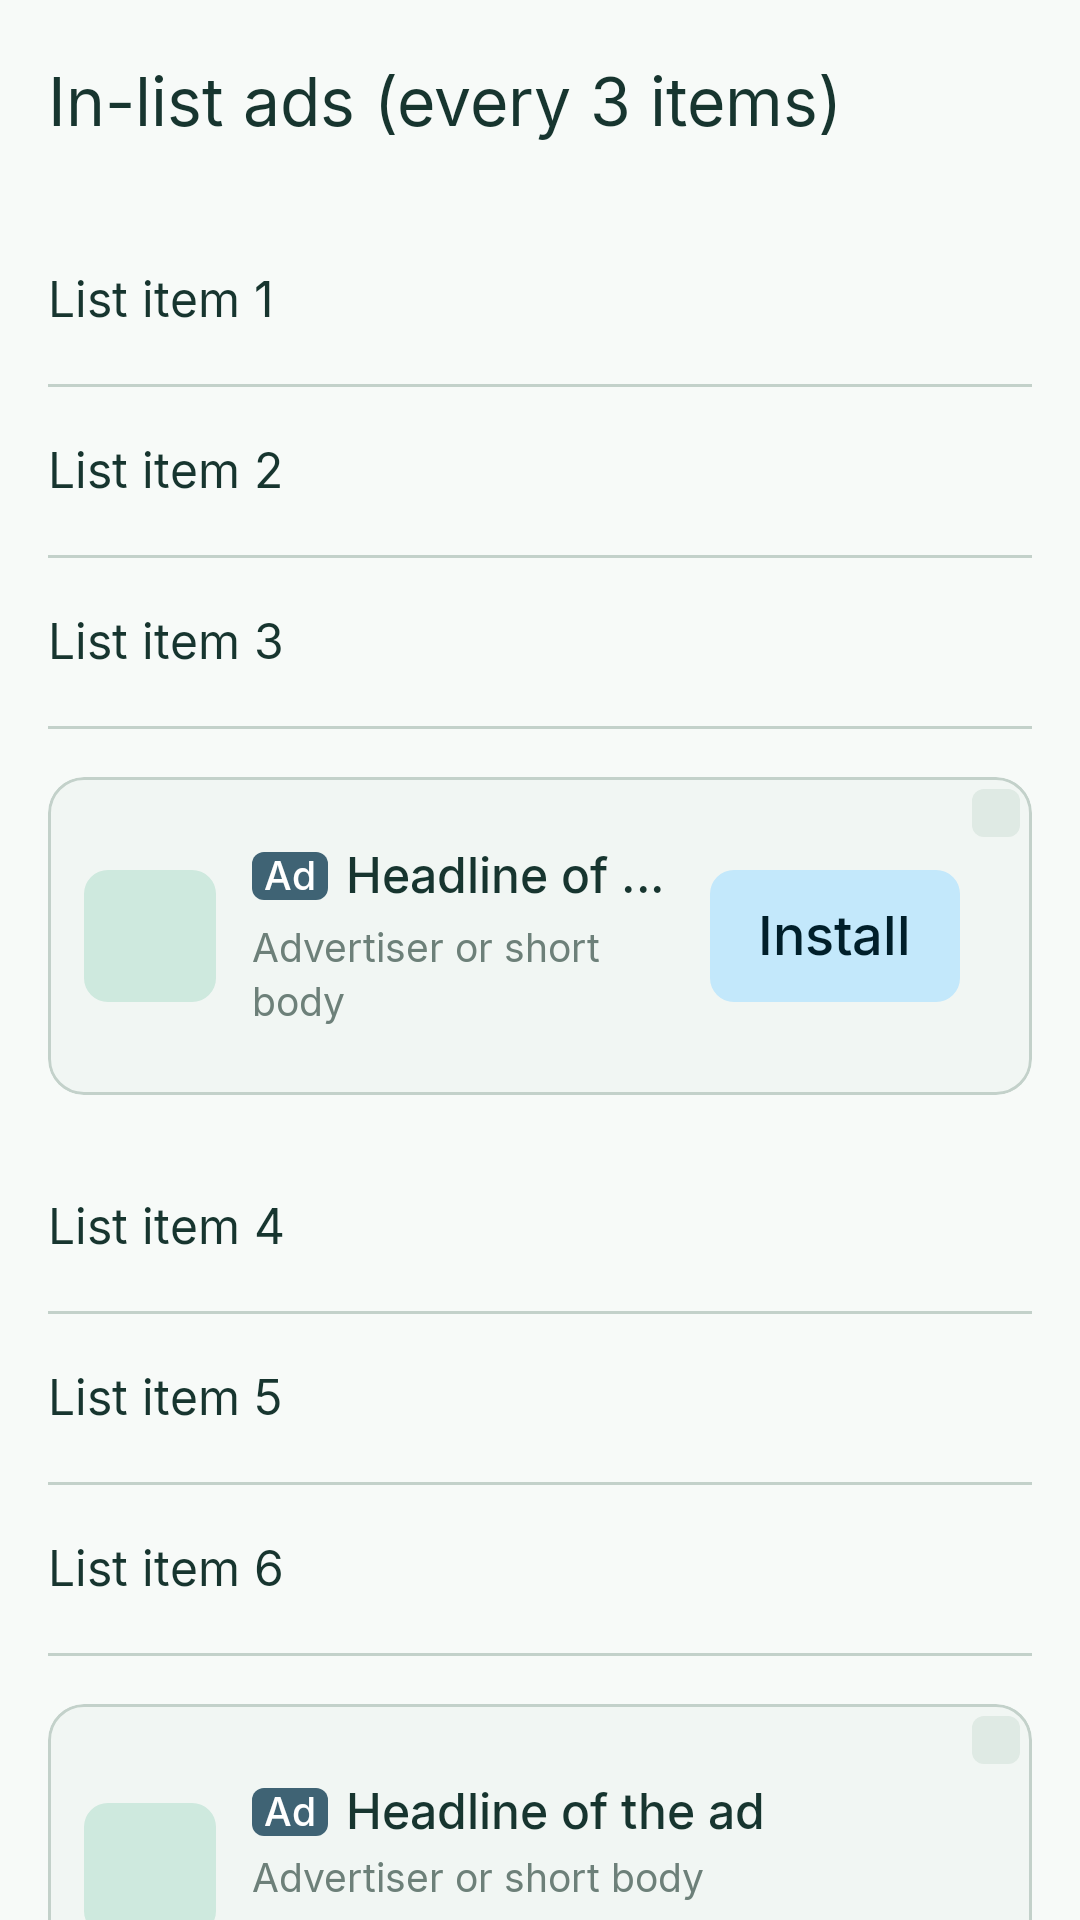 In-list ads (every 3 items)
List item 1
List item 2
List item 3
Ad Headline of ...
Advertiser or short
body
Install
List item 4
List item 5
List item 6
Ad Headline of the ad
Advertiser or short body